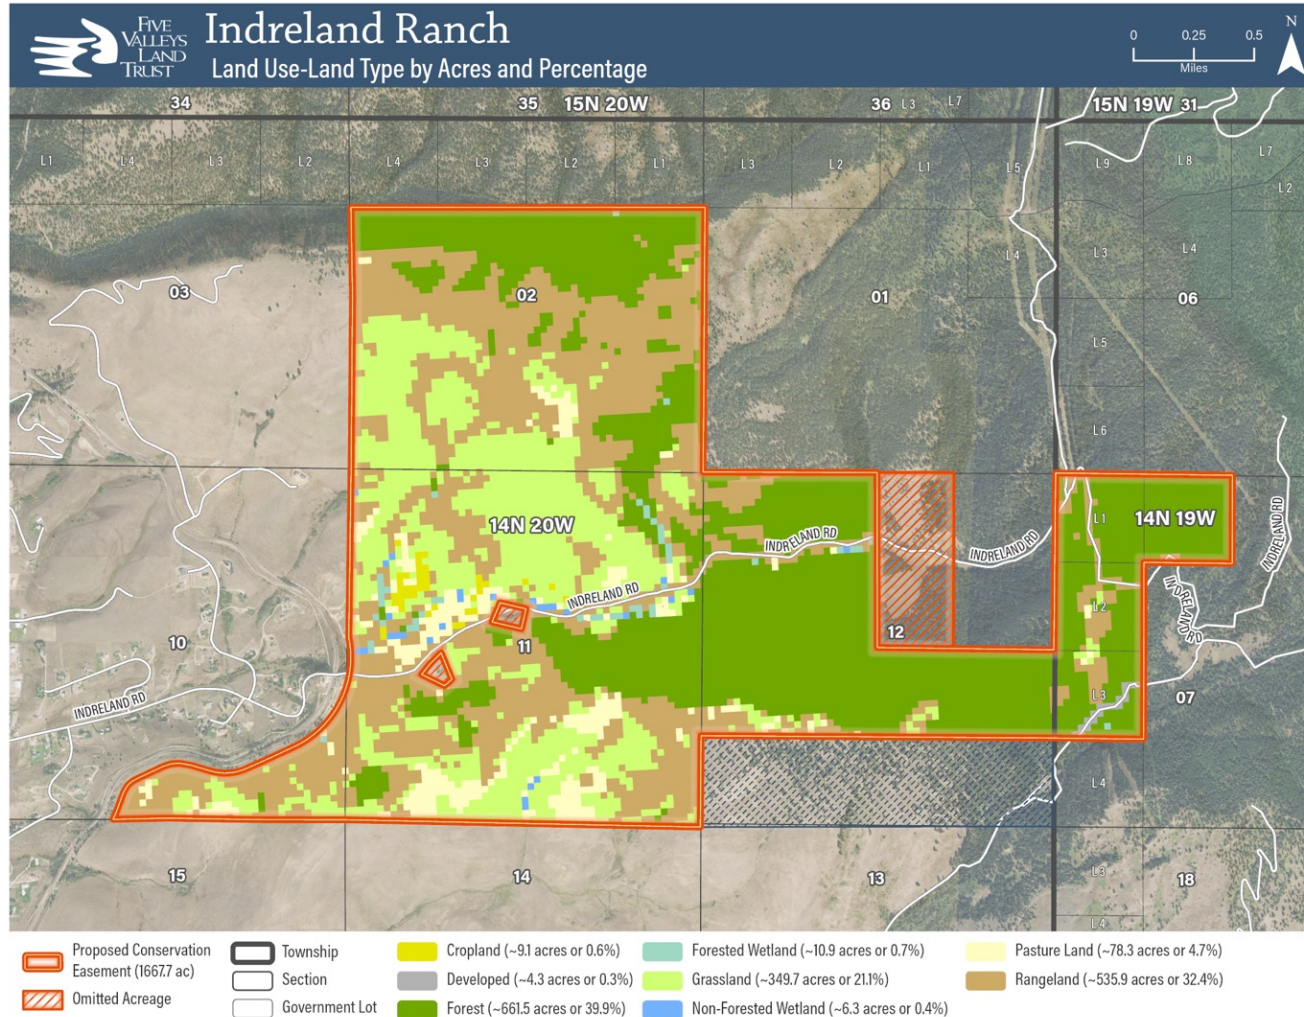 FIVE
VALLEYS
LAND
TRUST
Indreland Ranch
Land Use-Land Type by Acres and Percentage
0 0.25 0.5
Miles
N
34
35
15N 20W
36
L3
L7
15N 19W
31
L1
L4
L3
L2
L4
L3
L2
L1
L3
L2
L1
L5
L9
L8
L7
L2
L4
L3
L4
03
02
01
06
L5
L6
14N 20W
INDRELAND RD
INDRELAND RD
L1
14N 19W
INDRELAND RD
INDRELAND RD
L2
INDRELAND RD
12
10
11
L3
07
INDRELAND RD
L4
15
14
13
L3
18
L4
Proposed Conservation
Easement (1667.7 ac)
Omitted Acreage
Township
Section
Government Lot
Cropland (~9.1 acres or 0.6%)
Developed (~4.3 acres or 0.3%)
Forest (~661.5 acres or 39.9%)
Forested Wetland (~10.9 acres or 0.7%)
Grassland (~349.7 acres or 21.1%)
Non-Forested Wetland (~6.3 acres or 0.4%)
Pasture Land (~78.3 acres or 4.7%)
Rangeland (~535.9 acres or 32.4%)